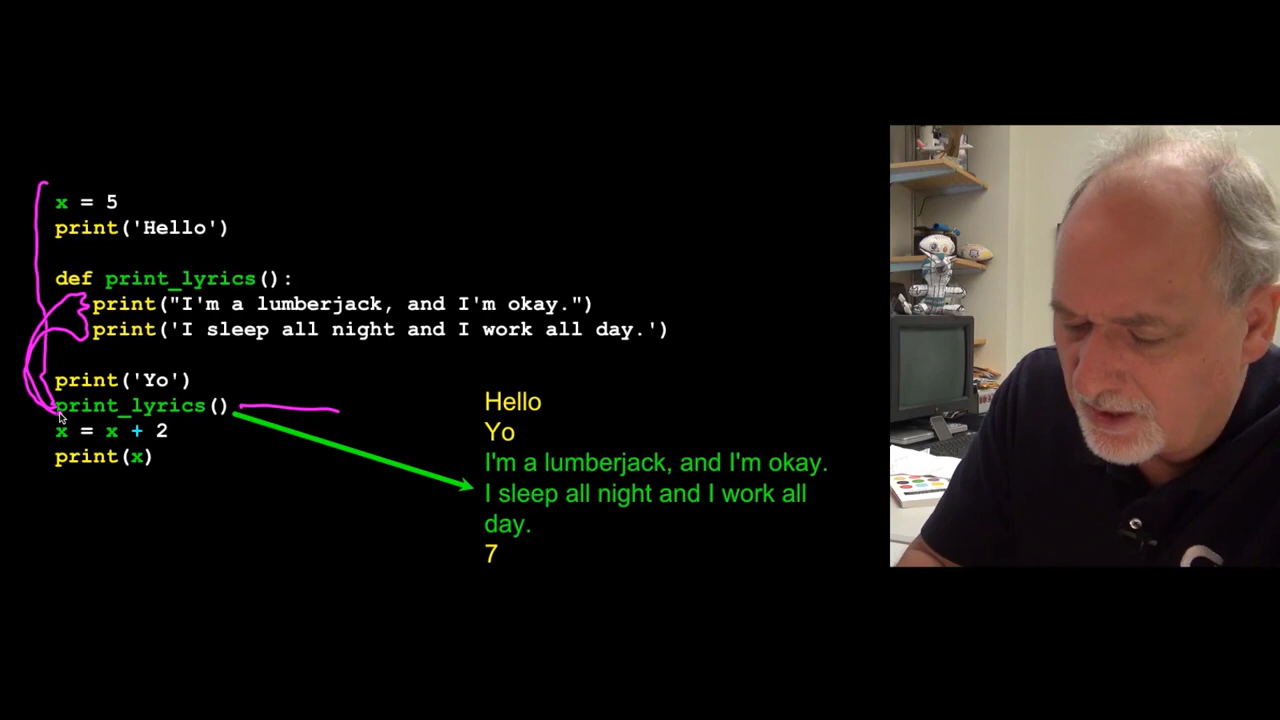 x = 5
print('Hello')
def print_lyrics():
print("I'm a lumberjack, and I'm okay.")
print('I sleep all night and I work all day.')
print('Yo')
print_lyrics()
x = x + 2
print(x)
Hello
Yo
I'm a lumberjack, and I'm okay.
I sleep all night and I work all
day.
7